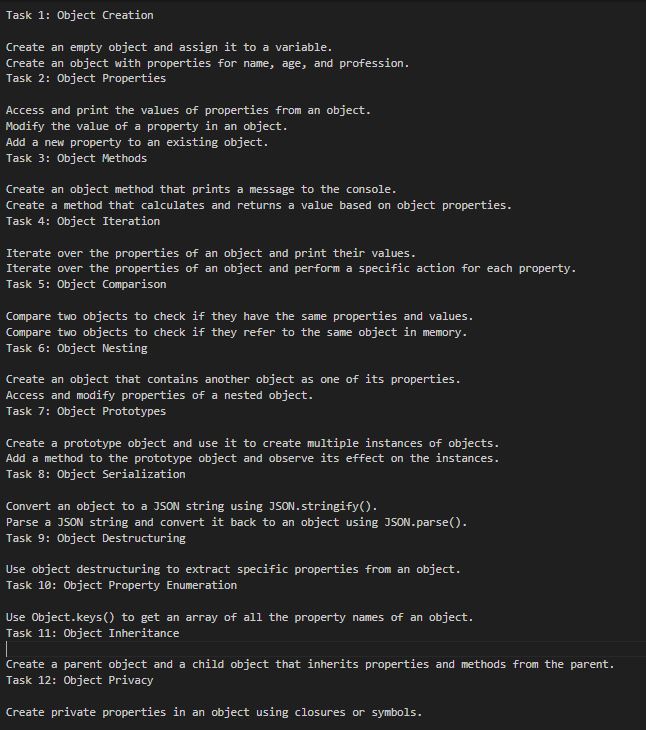 Task 1: Object Creation
Create an empty object and assign it to a variable.
Create an object with properties for name, age, and profession.
Task 2: Object Properties
Access and print the values of properties from an object.
Modify the value of a property in an object.
Add a new property to an existing object.
Task 3: Object Methods
Create an object method that prints a message to the console.
Create a method that calculates and returns a value based on object properties.
Task 4: Object Iteration
Iterate over the properties of an object and print their values.
Iterate over the properties of an object and perform a specific action for each property.
Task 5: Object Comparison
Compare two objects to check if they have the same properties and values.
Compare two objects to check if they refer to the same object in memory.
Task 6: Object Nesting
Create an object that contains another object as one of its properties.
Access and modify properties of a nested object.
Task 7: Object Prototypes
Create a prototype object and use it to create multiple instances of objects.
Add a method to the prototype object and observe its effect on the instances.
Task 8: Object Serialization
Convert an object to a JSON string using JSON.stringify().
Parse a JSON string and convert it back to an object using JSON.parse().
Task 9: Object Destructuring
Use object destructuring to extract specific properties from an object.
Task 10: Object Property Enumeration
Use Object.keys() to get an array of all the property names of an object.
Task 11: Object Inheritance
Create a parent object and a child object that inherits properties and methods from the parent.
Task 12: Object Privacy
Create private properties in an object using closures or symbols.